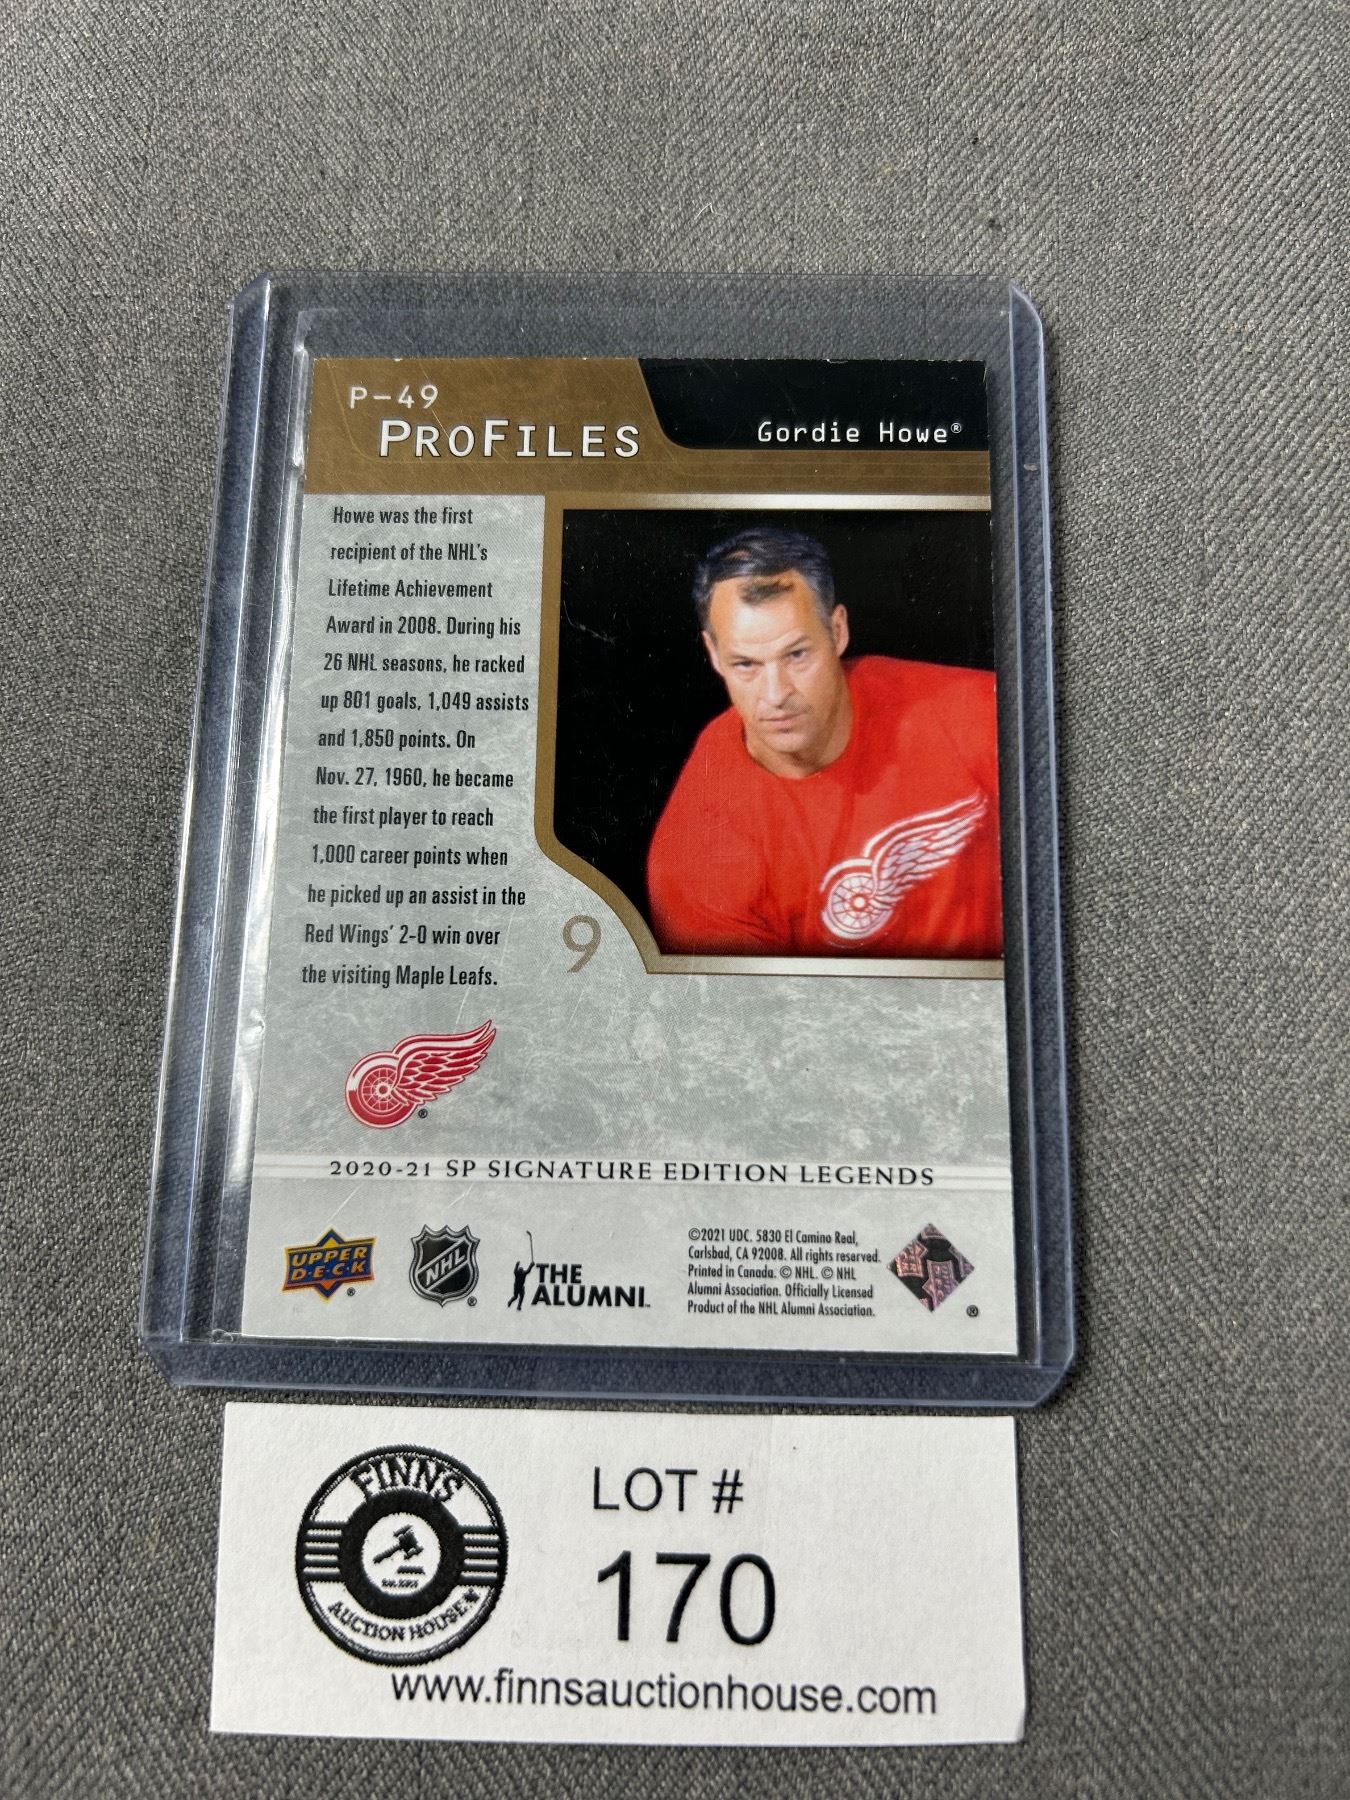 P-49
PROFILES
Gordie Howe®
Howe was the first
recipient of the NHL's
Lifetime Achievement
Award in 2008. During his
26 NHL seasons, he racked
up 801 goals, 1,049 assists
and 1,850 points. On
Nov. 27, 1960, he became
the first player to reach
1,000 career points when
he picked up an assist in the
Red Wings' 2-0 win over
the visiting Maple Leafs.
9
®
2020-21 SP SIGNATURE EDITION LEGENDS
UPPER
D·E·C·K
®
NHL
®
THE
ALUMNI™
©2021 UDC. 5830 El Camino Real,
Carlsbad, CA 92008. All rights reserved.
Printed in Canada. © NHL. © NHL
Alumni Association. Officially Licensed
Product of the NHL Alumni Association.
®
FINNS
AUCTION HOUSE
LOT #
170
www.finnsauctionhouse.com